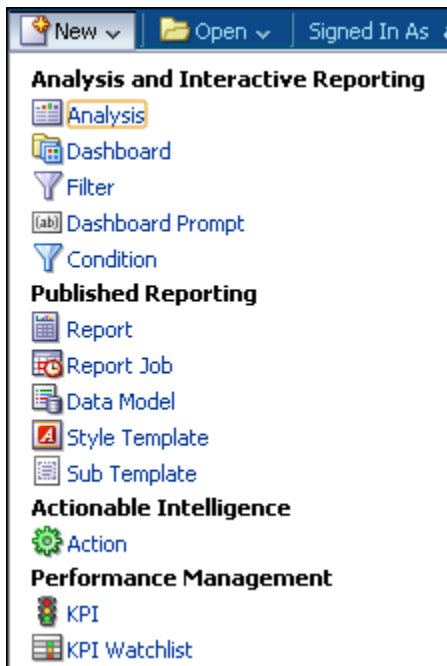 New Open Signed In As
Analysis and Interactive Reporting
Analysis
Dashboard
Filter
(ab) Dashboard Prompt
Condition
Published Reporting
Report
Report Job
Data Model
A Style Template
Sub Template
Actionable Intelligence
Action
Performance Management
KPI
KPI Watchlist